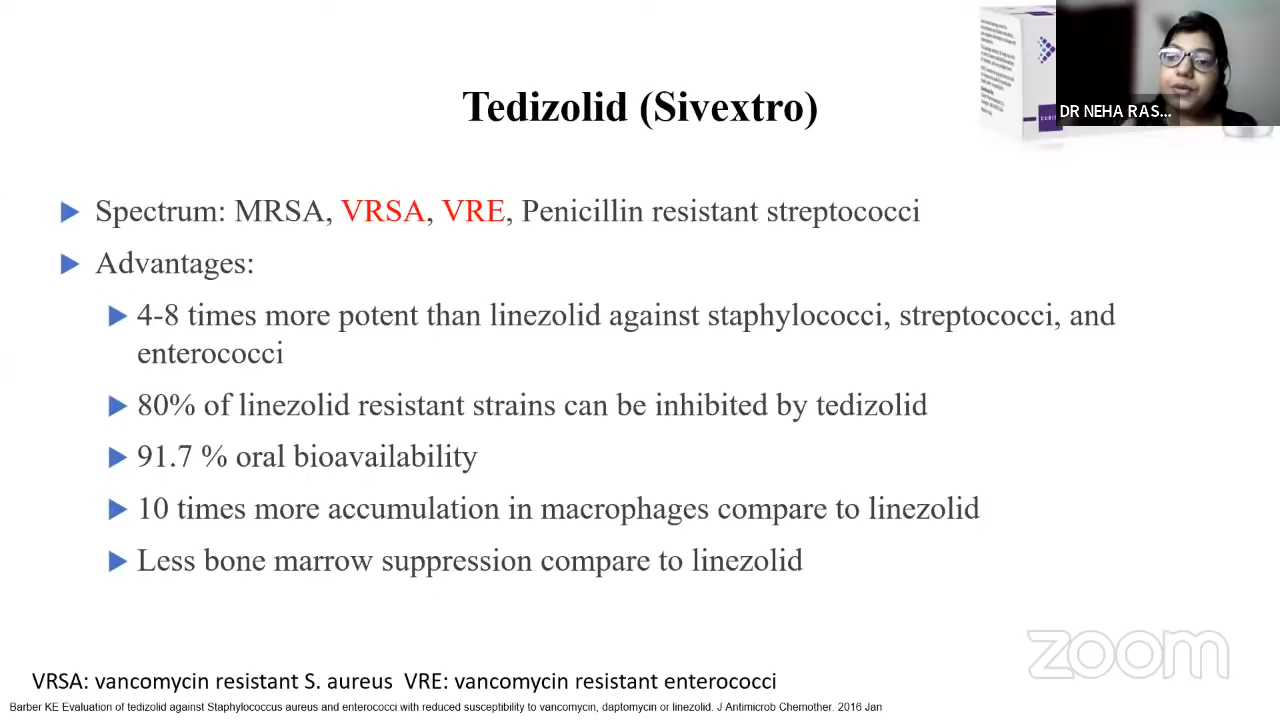 Tedizolid (Sivextro)
DR NEHA RAS...
Spectrum: MRSA, VRSA, VRE, Penicillin resistant streptococci
Advantages:
4-8 times more potent than linezolid against staphylococci, streptococci, and
enterococci
80% of linezolid resistant strains can be inhibited by tedizolid
91.7 % oral bioavailability
10 times more accumulation in macrophages compare to linezolid
Less bone marrow suppression compare to linezolid
zoom
VRSA: vancomycin resistant S. aureus VRE: vancomycin resistant enterococci
Barber KE Evaluation of tedizolid against Staphylococcus aureus and enterococci with reduced susceptibility to vancomycin, daptomycin or linezolid. J Antimicrob Chemother. 2016 Jan